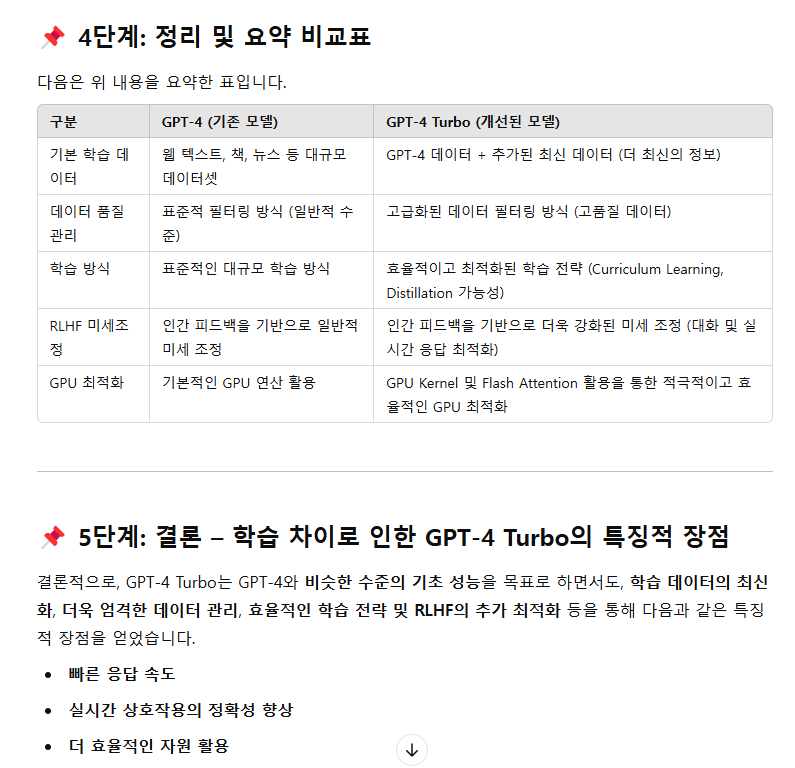 📌 4단계: 정리 및 요약 비교표
다음은 위 내용을 요약한 표입니다.
구분 GPT-4 (기존 모델) GPT-4 Turbo (개선된 모델)
기본 학습 데이터 웹 텍스트, 책, 뉴스 등 대규모 데이터셋 GPT-4 데이터 + 추가된 최신 데이터 (더 최신의 정보)
데이터 품질 관리 표준적 필터링 방식 (일반적 수준) 고급화된 데이터 필터링 방식 (고품질 데이터)
학습 방식 표준적인 대규모 학습 방식 효율적이고 최적화된 학습 전략 (Curriculum Learning, Distillation 가능성)
RLHF 미세조정 인간 피드백을 기반으로 일반적 미세 조정 인간 피드백을 기반으로 더욱 강화된 미세 조정 (대화 및 실시간 응답 최적화)
GPU 최적화 기본적인 GPU 연산 활용 GPU Kernel 및 Flash Attention 활용을 통한 적극적이고 효율적인 GPU 최적화
📌 5단계: 결론 – 학습 차이로 인한 GPT-4 Turbo의 특징적 장점
결론적으로, GPT-4 Turbo는 GPT-4와 비슷한 수준의 기초 성능을 목표로 하면서도, 학습 데이터의 최신
화, 더욱 엄격한 데이터 관리, 효율적인 학습 전략 및 RLHF의 추가 최적화 등을 통해 다음과 같은 특징
적 장점을 얻었습니다.
• 빠른 응답 속도
• 실시간 상호작용의 정확성 향상
• 더 효율적인 자원 활용